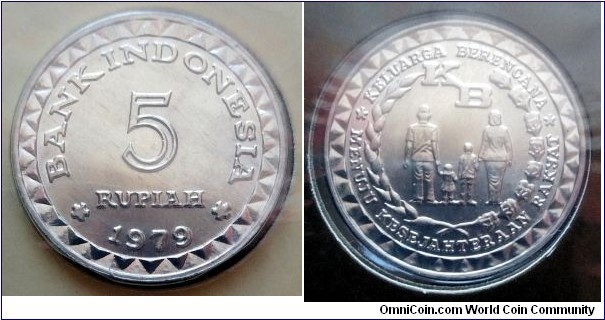 BANK INDONESIA
5
RUPIAH
1979
KELUARGA BERENCANA
KB
MENUJU KESEJAHTERAAN RAKYAT
OmniCoin.com World Coin Community